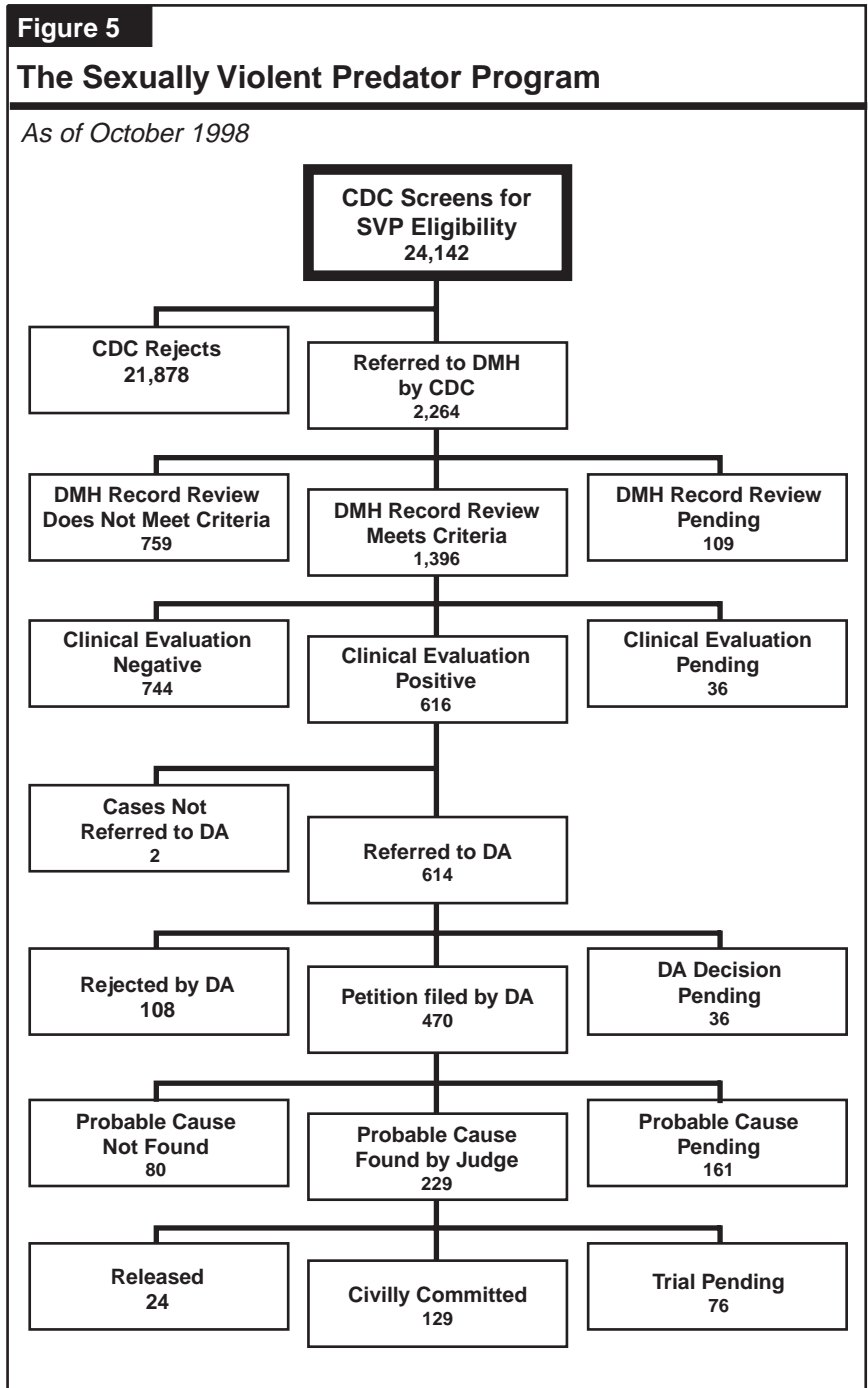 Figure 5
The Sexually Violent Predator Program
As of October 1998
CDC Screens for
SVP Eligibility
24,142
CDC Rejects
21,878
Referred to DMH
by CDC
2,264
DMH Record Review
Does Not Meet Criteria
759
DMH Record Review
Meets Criteria
1,396
DMH Record Review
Pending
109
Clinical Evaluation
Negative
744
Clinical Evaluation
Positive
616
Clinical Evaluation
Pending
36
Cases Not
Referred to DA
2
Referred to DA
614
Rejected by DA
108
Petition filed by DA
470
DA Decision
Pending
36
Probable Cause
Not Found
80
Probable Cause
Found by Judge
229
Probable Cause
Pending
161
Released
24
Civilly Committed
129
Trial Pending
76